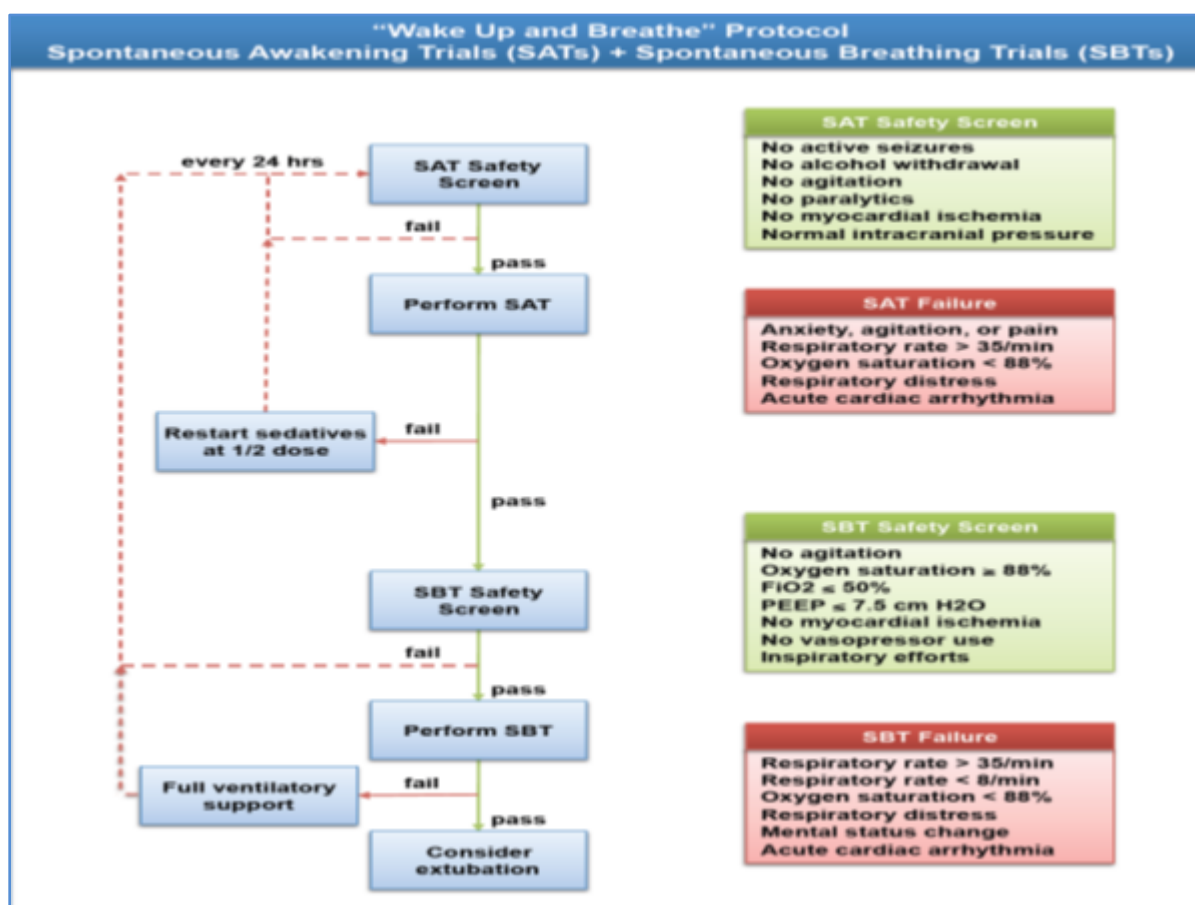 “Wake Up and Breathe” Protocol
Spontaneous Awakening Trials (SATs) + Spontaneous Breathing Trials (SBTs)
every 24 hrs
SAT Safety
Screen
fail
pass
Perform SAT
Restart sedatives
at 1/2 dose
fail
pass
SBT Safety
Screen
fail
pass
Perform SBT
Full ventilatory
support
fail
pass
Consider
extubation
SAT Safety Screen
No active seizures
No alcohol withdrawal
No agitation
No paralytics
No myocardial ischemia
Normal intracranial pressure
SAT Failure
Anxiety, agitation, or pain
Respiratory rate > 35/min
Oxygen saturation < 88%
Respiratory distress
Acute cardiac arrhythmia
SBT Safety Screen
No agitation
Oxygen saturation ≥ 88%
FiO2 ≤ 50%
PEEP ≤ 7.5 cm H2O
No myocardial ischemia
No vasopressor use
Inspiratory efforts
SBT Failure
Respiratory rate > 35/min
Respiratory rate < 8/min
Oxygen saturation < 88%
Respiratory distress
Mental status change
Acute cardiac arrhythmia